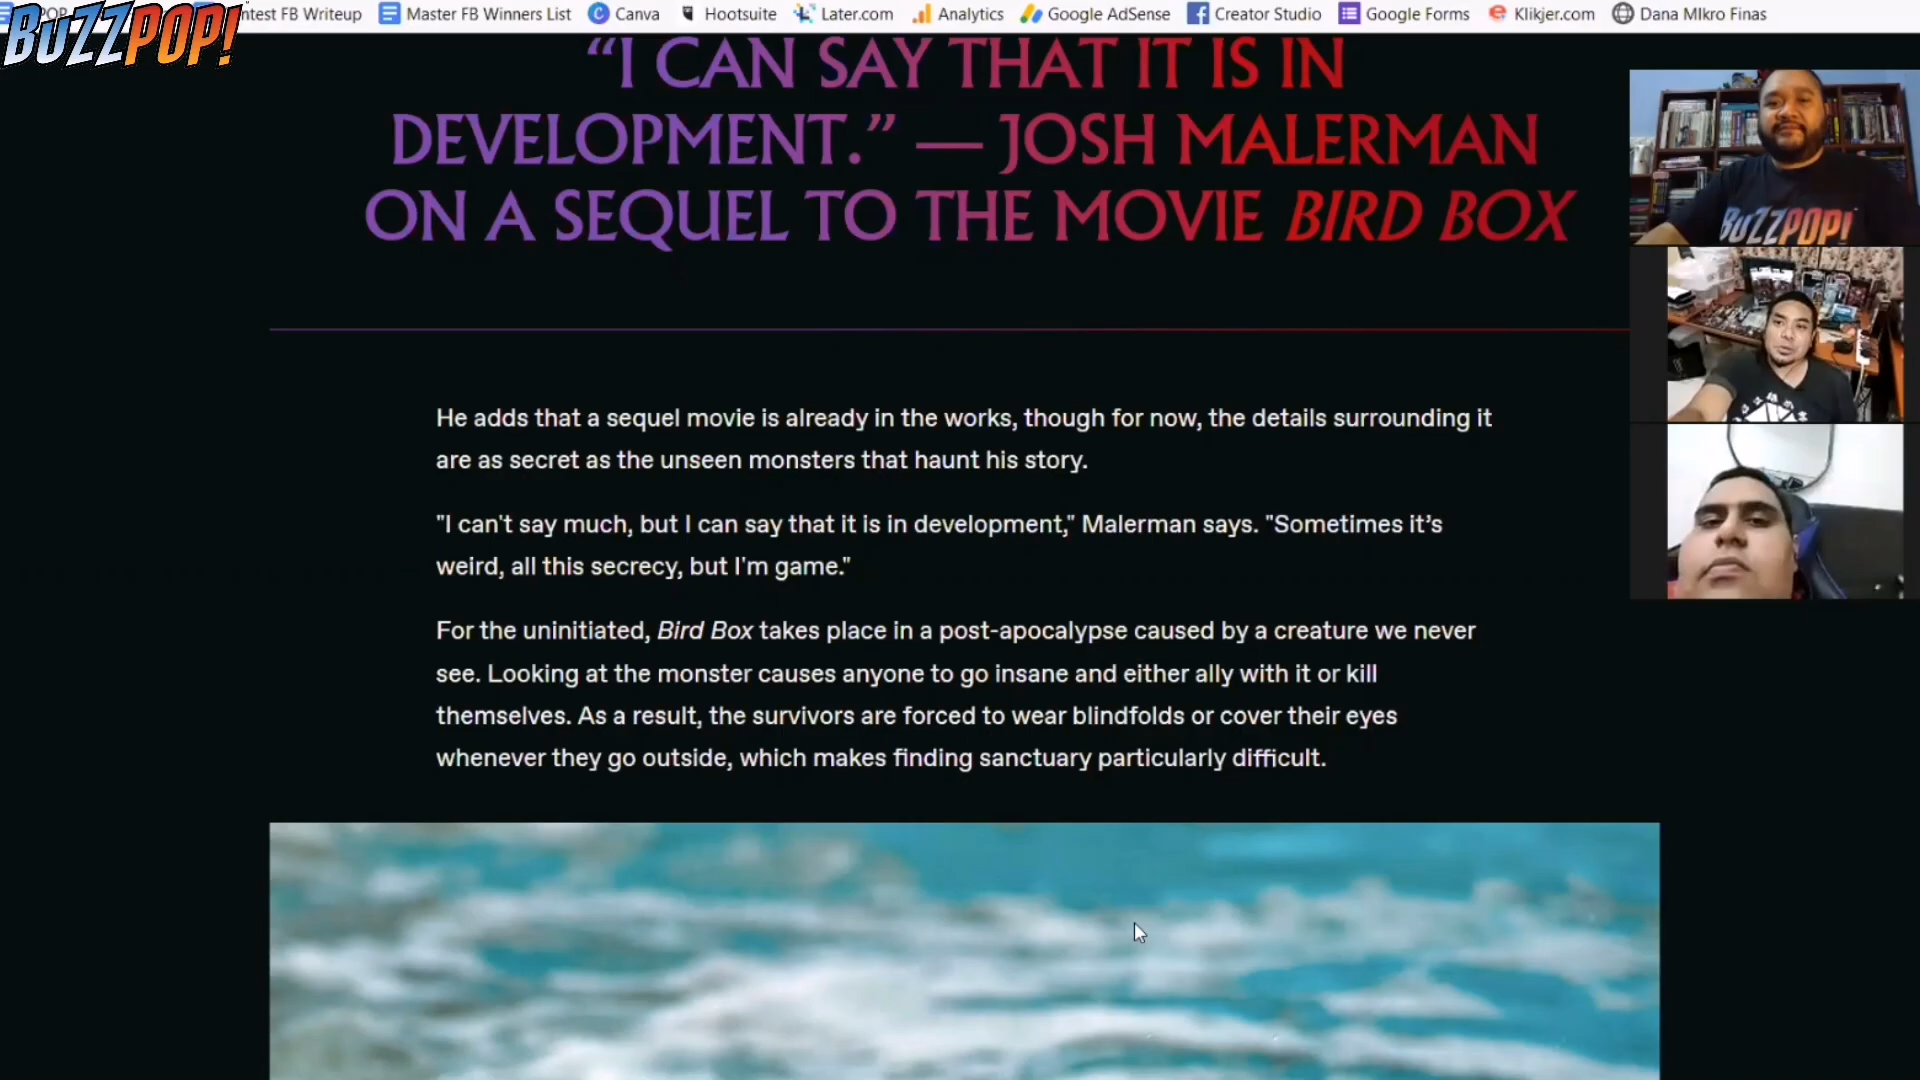 BUZZPOP!
POP
ntest FB Writeup
Master FB Winners List
Canva
Hootsuite
Later.com
Analytics
Google AdSense
Creator Studio
Google Forms
Klikjer.com
Dana MIkro Finas
“I CAN SAY THAT IT IS IN
DEVELOPMENT.” — JOSH MALERMAN
ON A SEQUEL TO THE MOVIE BIRD BOX
BUZZPOP!
He adds that a sequel movie is already in the works, though for now, the details surrounding it
are as secret as the unseen monsters that haunt his story.
"I can't say much, but I can say that it is in development," Malerman says. "Sometimes it’s
weird, all this secrecy, but I'm game."
For the uninitiated, Bird Box takes place in a post-apocalypse caused by a creature we never
see. Looking at the monster causes anyone to go insane and either ally with it or kill
themselves. As a result, the survivors are forced to wear blindfolds or cover their eyes
whenever they go outside, which makes finding sanctuary particularly difficult.